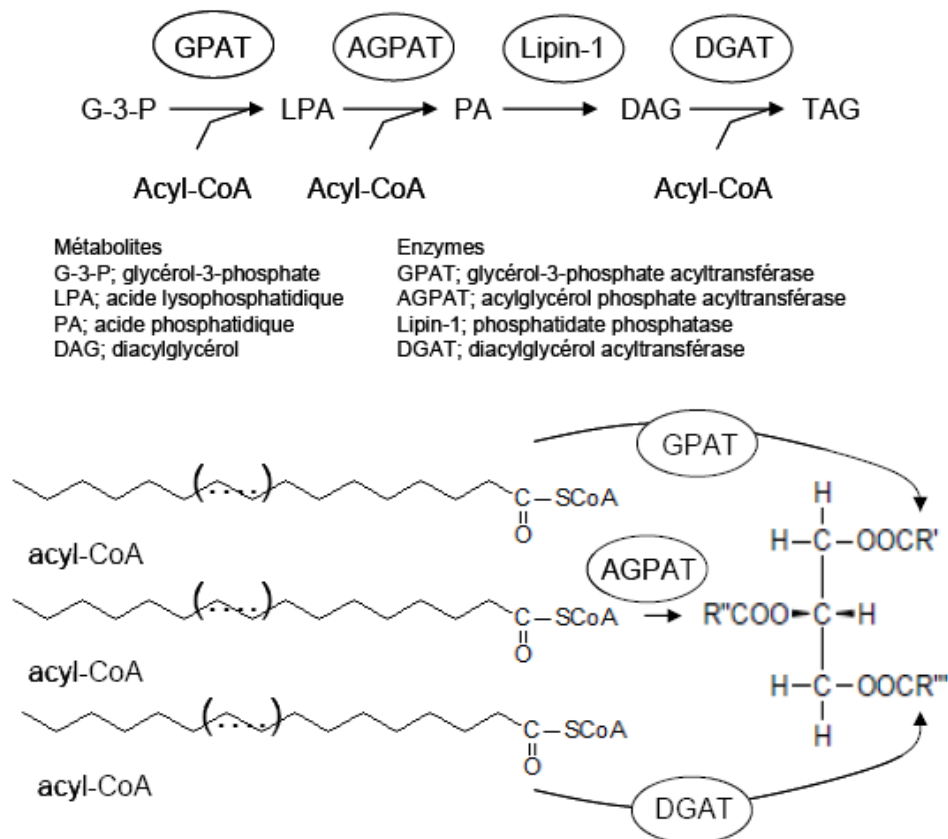 GPAT AGPAT Lipin-1 DGAT
G-3-P LPA PA DAG TAG
Acyl-CoA Acyl-CoA Acyl-CoA
Métabolites
G-3-P; glycérol-3-phosphate
LPA; acide lysophosphatidique
PA; acide phosphatidique
DAG; diacylglycérol
Enzymes
GPAT; glycérol-3-phosphate acyltransférase
AGPAT; acylglycérol phosphate acyltransférase
Lipin-1; phosphatidate phosphatase
DGAT; diacylglycérol acyltransférase
GPAT
(....)
C-SCoA
O
acyl-CoA
AGPAT
(....)
C-SCoA
O
acyl-CoA
(....)
C-SCoA
O
acyl-CoA
DGAT
H
H-C-OOCR'
R''COO-C-H
H-C-OOCR'''
H